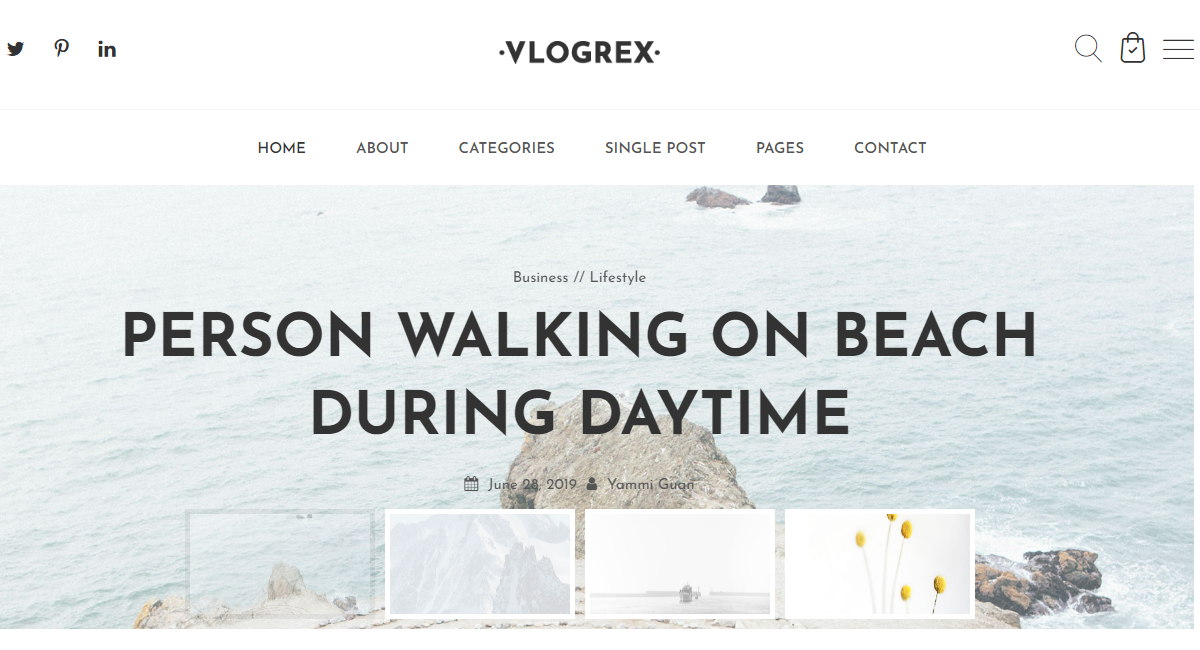 ·VLOGREX·
HOME ABOUT CATEGORIES SINGLE POST PAGES CONTACT
Business // Lifestyle
PERSON WALKING ON BEACH
DURING DAYTIME
June 28, 2019 Yammi Guan